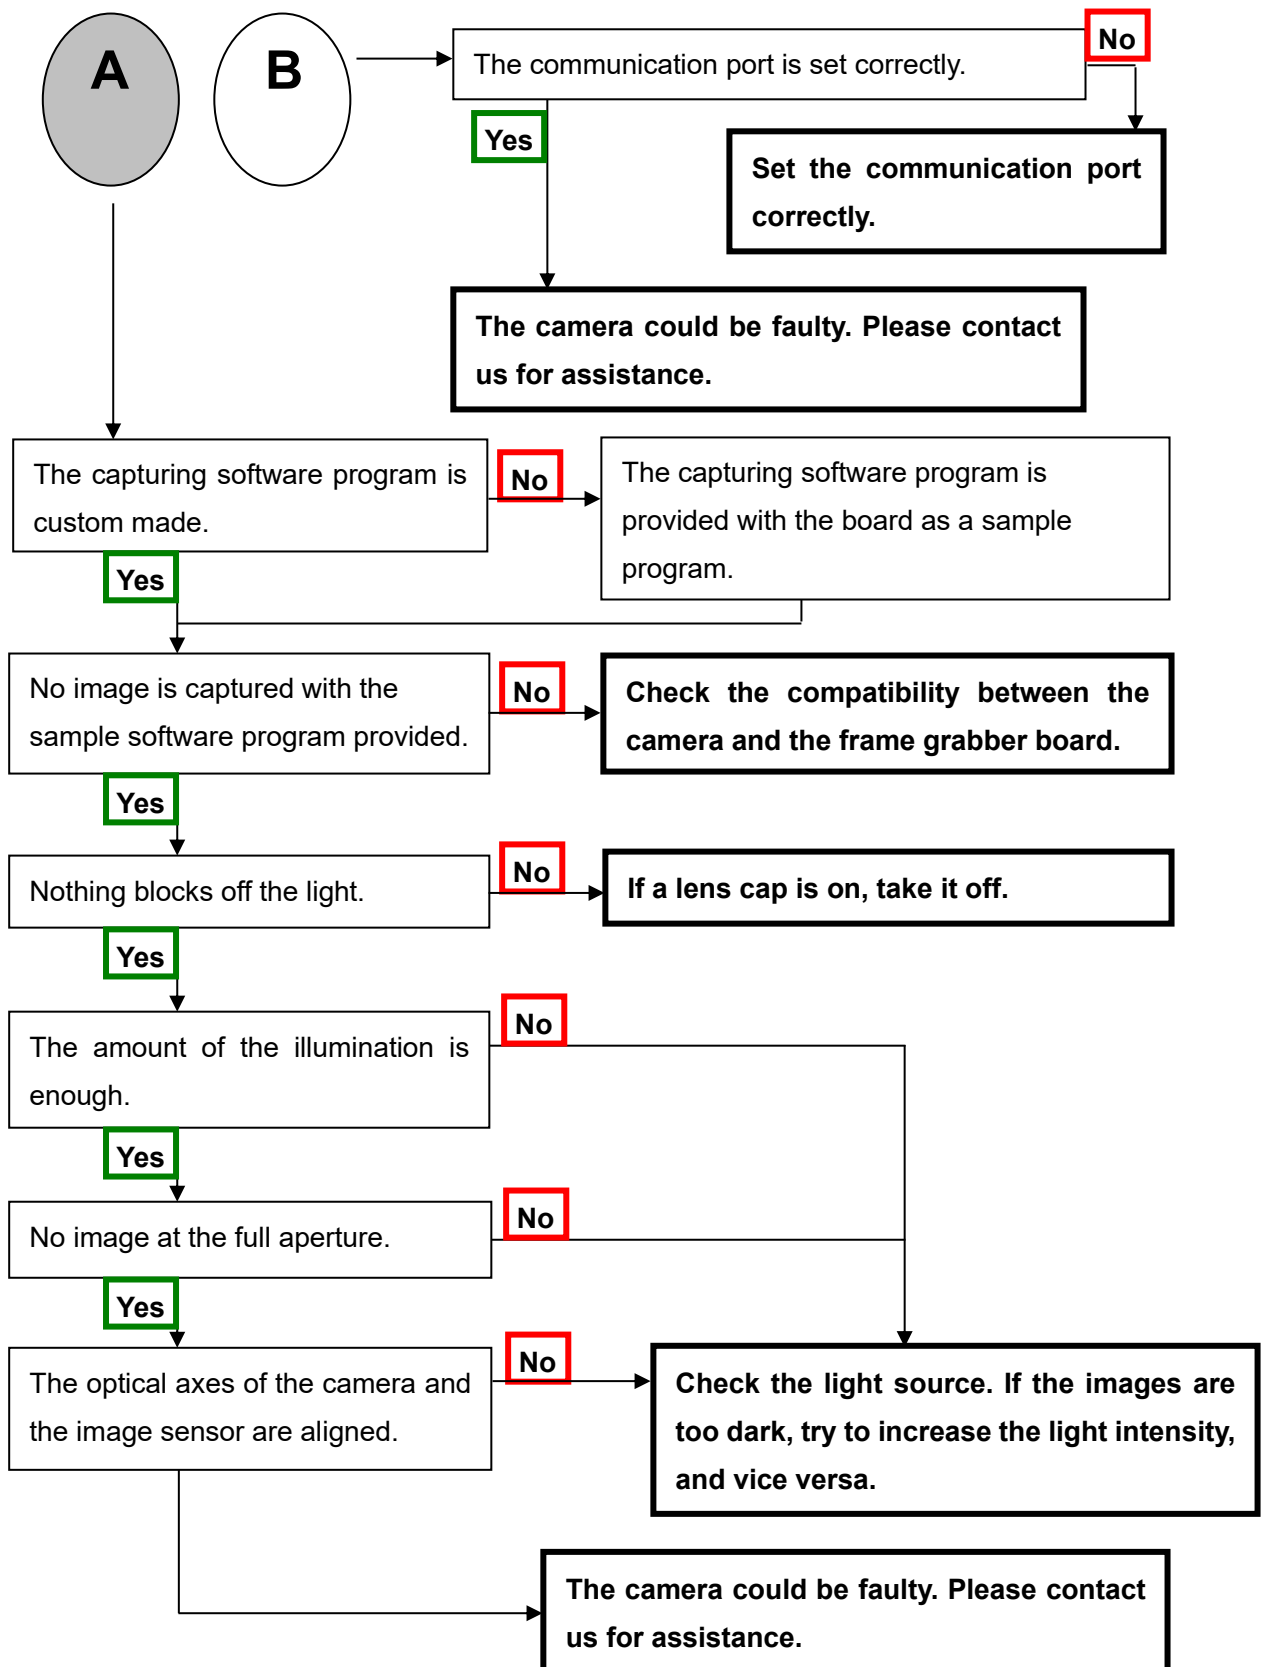 A
B
The communication port is set correctly.
No
Yes
Set the communication port
correctly.
The camera could be faulty. Please contact
us for assistance.
The capturing software program is
custom made.
No
The capturing software program is
provided with the board as a sample
program.
Yes
No image is captured with the
sample software program provided.
No
Check the compatibility between the
camera and the frame grabber board.
Yes
Nothing blocks off the light.
No
If a lens cap is on, take it off.
Yes
The amount of the illumination is
enough.
No
Yes
No image at the full aperture.
No
Yes
The optical axes of the camera and
the image sensor are aligned.
No
Check the light source. If the images are
too dark, try to increase the light intensity,
and vice versa.
The camera could be faulty. Please contact
us for assistance.